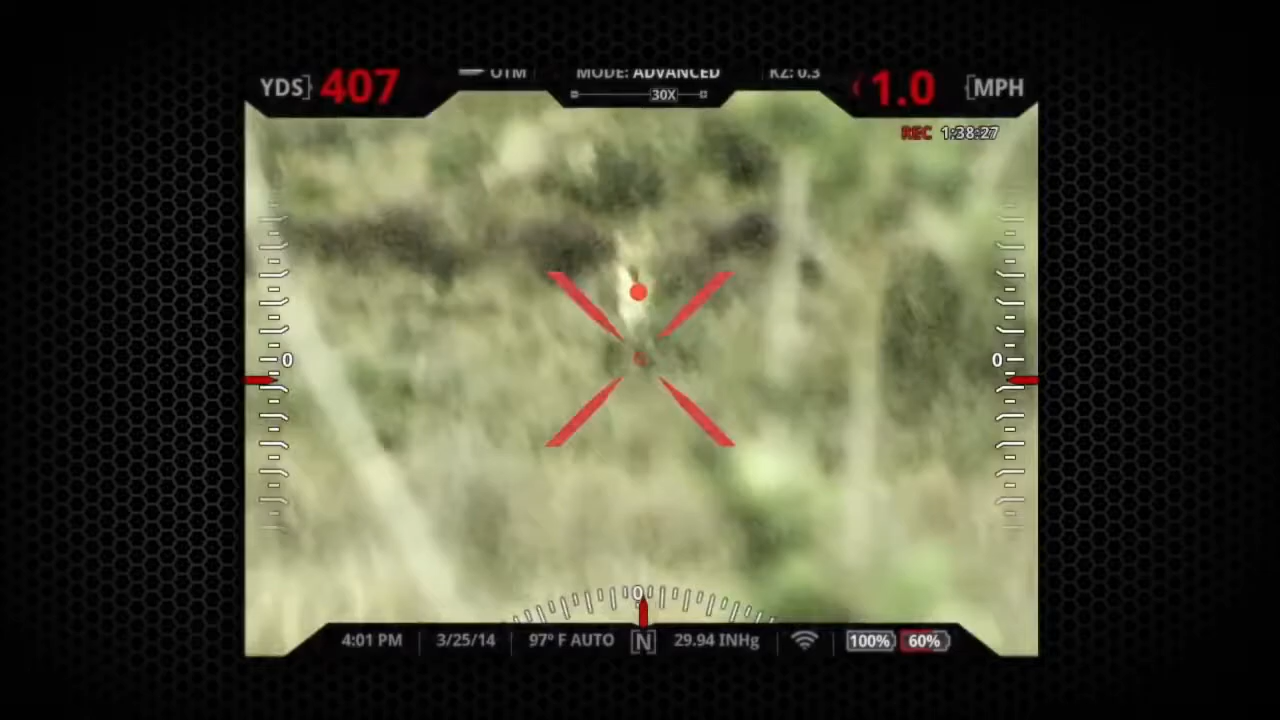 YDS 407
UTM
MODE: ADVANCED
KZ: 0.3
1.0 MPH
30X
REC 1:38:27
0
0
0
4:01 PM
3/25/14
97° F AUTO
N
29.94 INHg
100%
60%